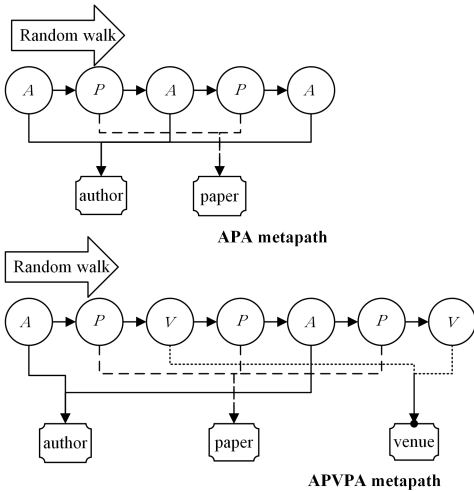 Random walk
A P A P A
author paper
APA metapath
Random walk
A P V P A P V
author paper venue
APVPA metapath